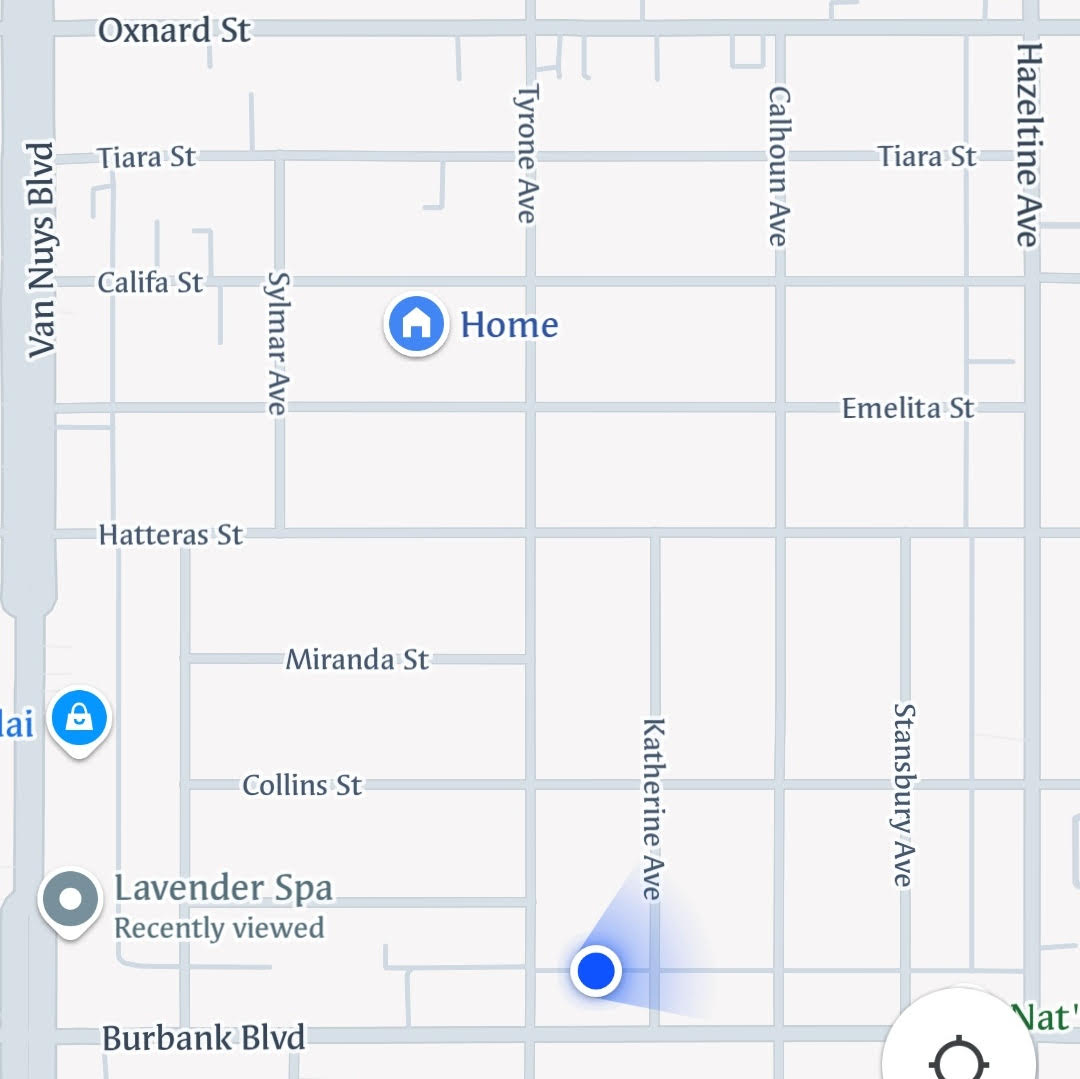 Oxnard St
Hazeltine Ave
Tyrone Ave
Calhoun Ave
Tiara St
Tiara St
Van Nuys Blvd
Califa St
Sylmar Ave
Home
Emelita St
Hatteras St
Miranda St
lai
Katherine Ave
Stansbury Ave
Collins St
Lavender Spa
Recently viewed
Nat'
Burbank Blvd